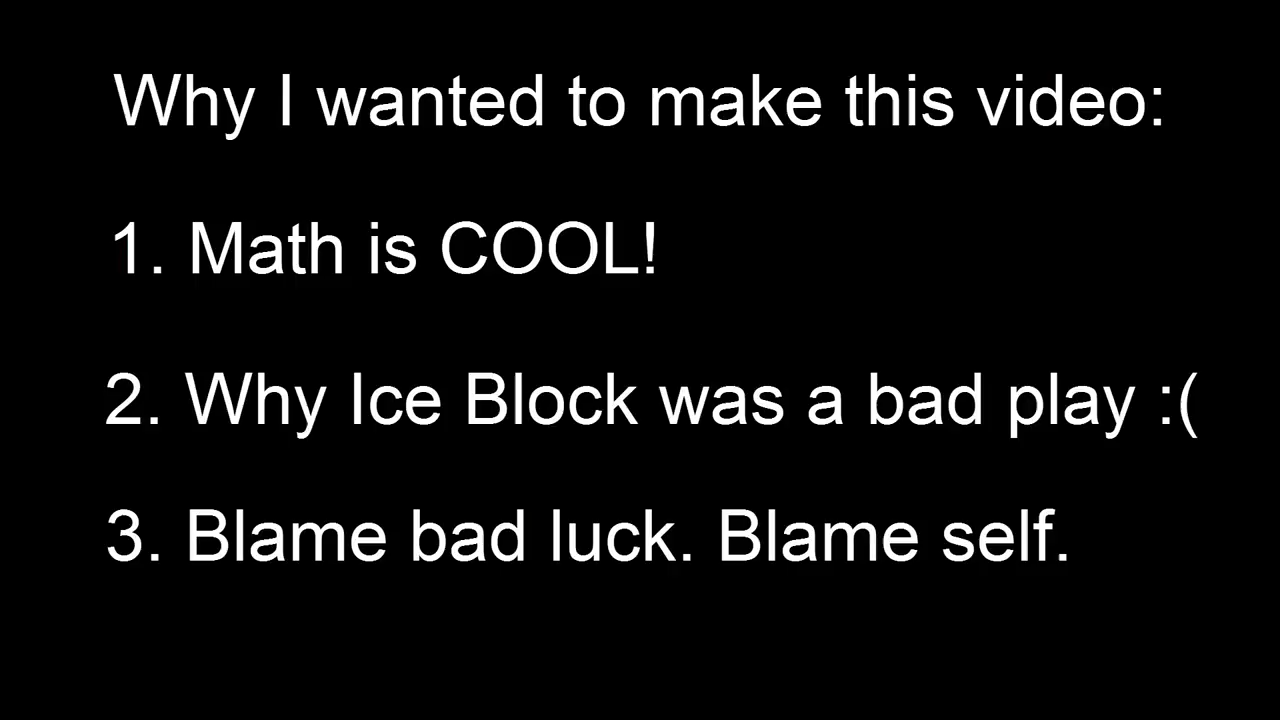 Why I wanted to make this video:
1. Math is COOL!
2. Why Ice Block was a bad play :(
3. Blame bad luck. Blame self.